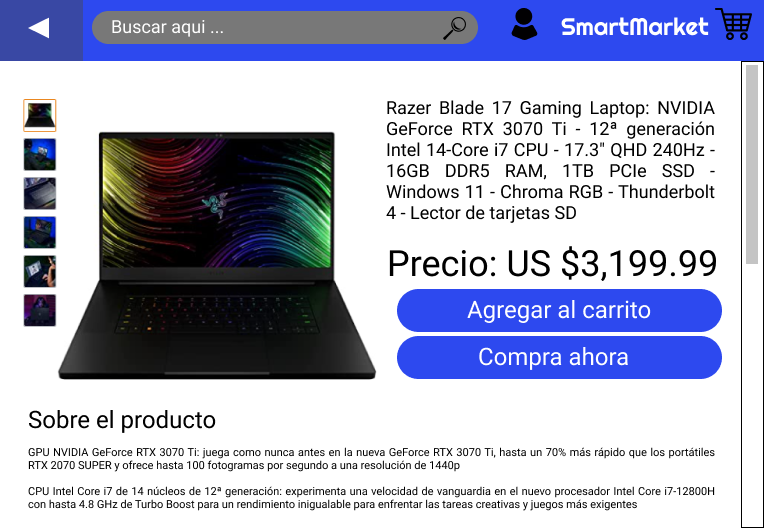 Buscar aqui ...
SmartMarket
Razer Blade 17 Gaming Laptop: NVIDIA
GeForce RTX 3070 Ti - 12ª generación
Intel 14-Core i7 CPU - 17.3" QHD 240Hz -
16GB DDR5 RAM, 1TB PCIe SSD -
Windows 11 - Chroma RGB - Thunderbolt
4 - Lector de tarjetas SD
Precio: US $3,199.99
Agregar al carrito
Compra ahora
Sobre el producto
GPU NVIDIA GeForce RTX 3070 Ti: juega como nunca antes en la nueva GeForce RTX 3070 Ti, hasta un 70% más rápido que los portátiles
RTX 2070 SUPER y ofrece hasta 100 fotogramas por segundo a una resolución de 1440p
CPU Intel Core i7 de 14 núcleos de 12ª generación: experimenta una velocidad de vanguardia en el nuevo procesador Intel Core i7-12800H
con hasta 4.8 GHz de Turbo Boost para un rendimiento inigualable para enfrentar las tareas creativas y juegos más exigentes